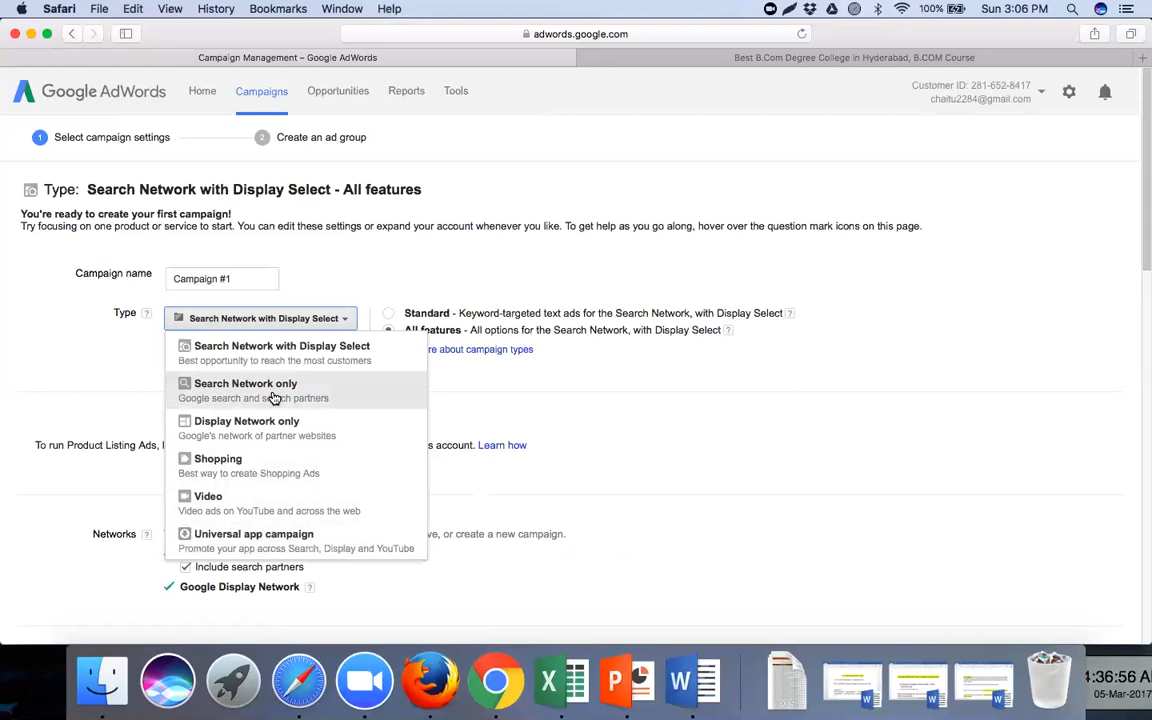 Safari File Edit View History Bookmarks Window Help 100% Sun 3:06 PM
adwords.google.com
Campaign Management – Google AdWords Best B.Com Degree College in Hyderabad, B.COM Course
Google AdWords Home Campaigns Opportunities Reports Tools
Customer ID: 281-652-8417
chaitu2284@gmail.com
1 Select campaign settings 2 Create an ad group
Type: Search Network with Display Select - All features
You're ready to create your first campaign!
Try focusing on one product or service to start. You can edit these settings or expand your account whenever you like. To get help as you go along, hover over the question mark icons on this page.
Campaign name Campaign #1
Type ? Search Network with Display Select
Standard - Keyword-targeted text ads for the Search Network, with Display Select ?
All features - All options for the Search Network, with Display Select ?
re about campaign types
Search Network with Display Select
Best opportunity to reach the most customers
Search Network only
Google search and search partners
Display Network only
Google's network of partner websites
To run Product Listing Ads, s account. Learn how
Shopping
Best way to create Shopping Ads
Video
Video ads on YouTube and across the web
Networks ? ve, or create a new campaign.
Universal app campaign
Promote your app across Search, Display and YouTube
Include search partners
Google Display Network ?
4:36:56 AM
05-Mar-2017